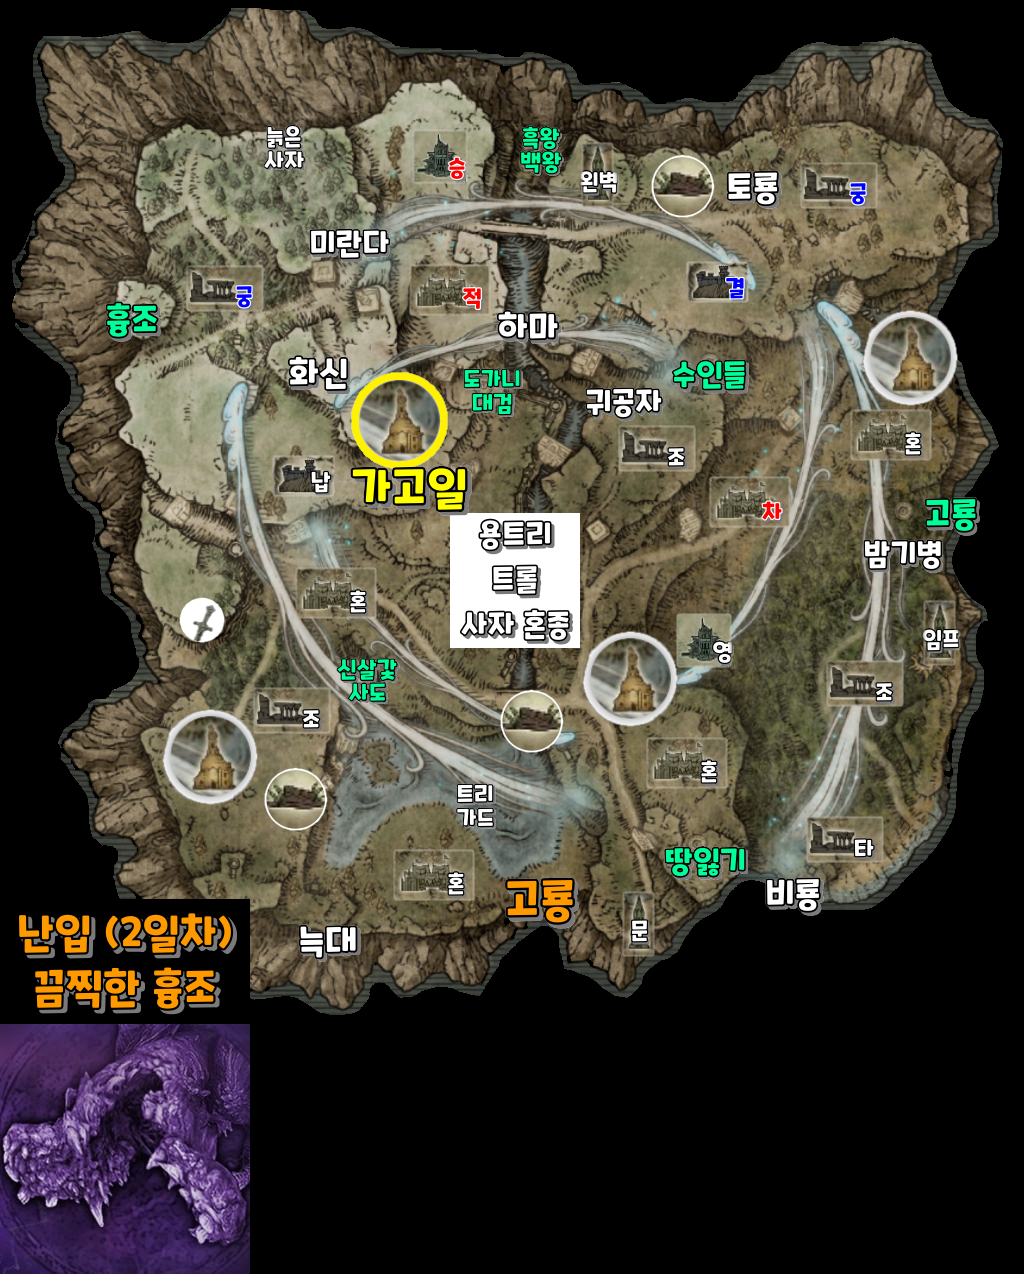 늙은
사자
흑왕
백왕
승
왼벽
토룡
궁
미란다
궁
적
결
흉조
하마
화신
도가니
대검
수인들
귀공자
조
혼
납
가고일
차
고룡
용트리
트롤
사자 혼종
밤기병
혼
임프
영
신살갗
사도
조
조
혼
트리
가드
타
땅잃기
혼
고룡
비룡
문
늑대
난입 (2일차)
끔찍한 흉조